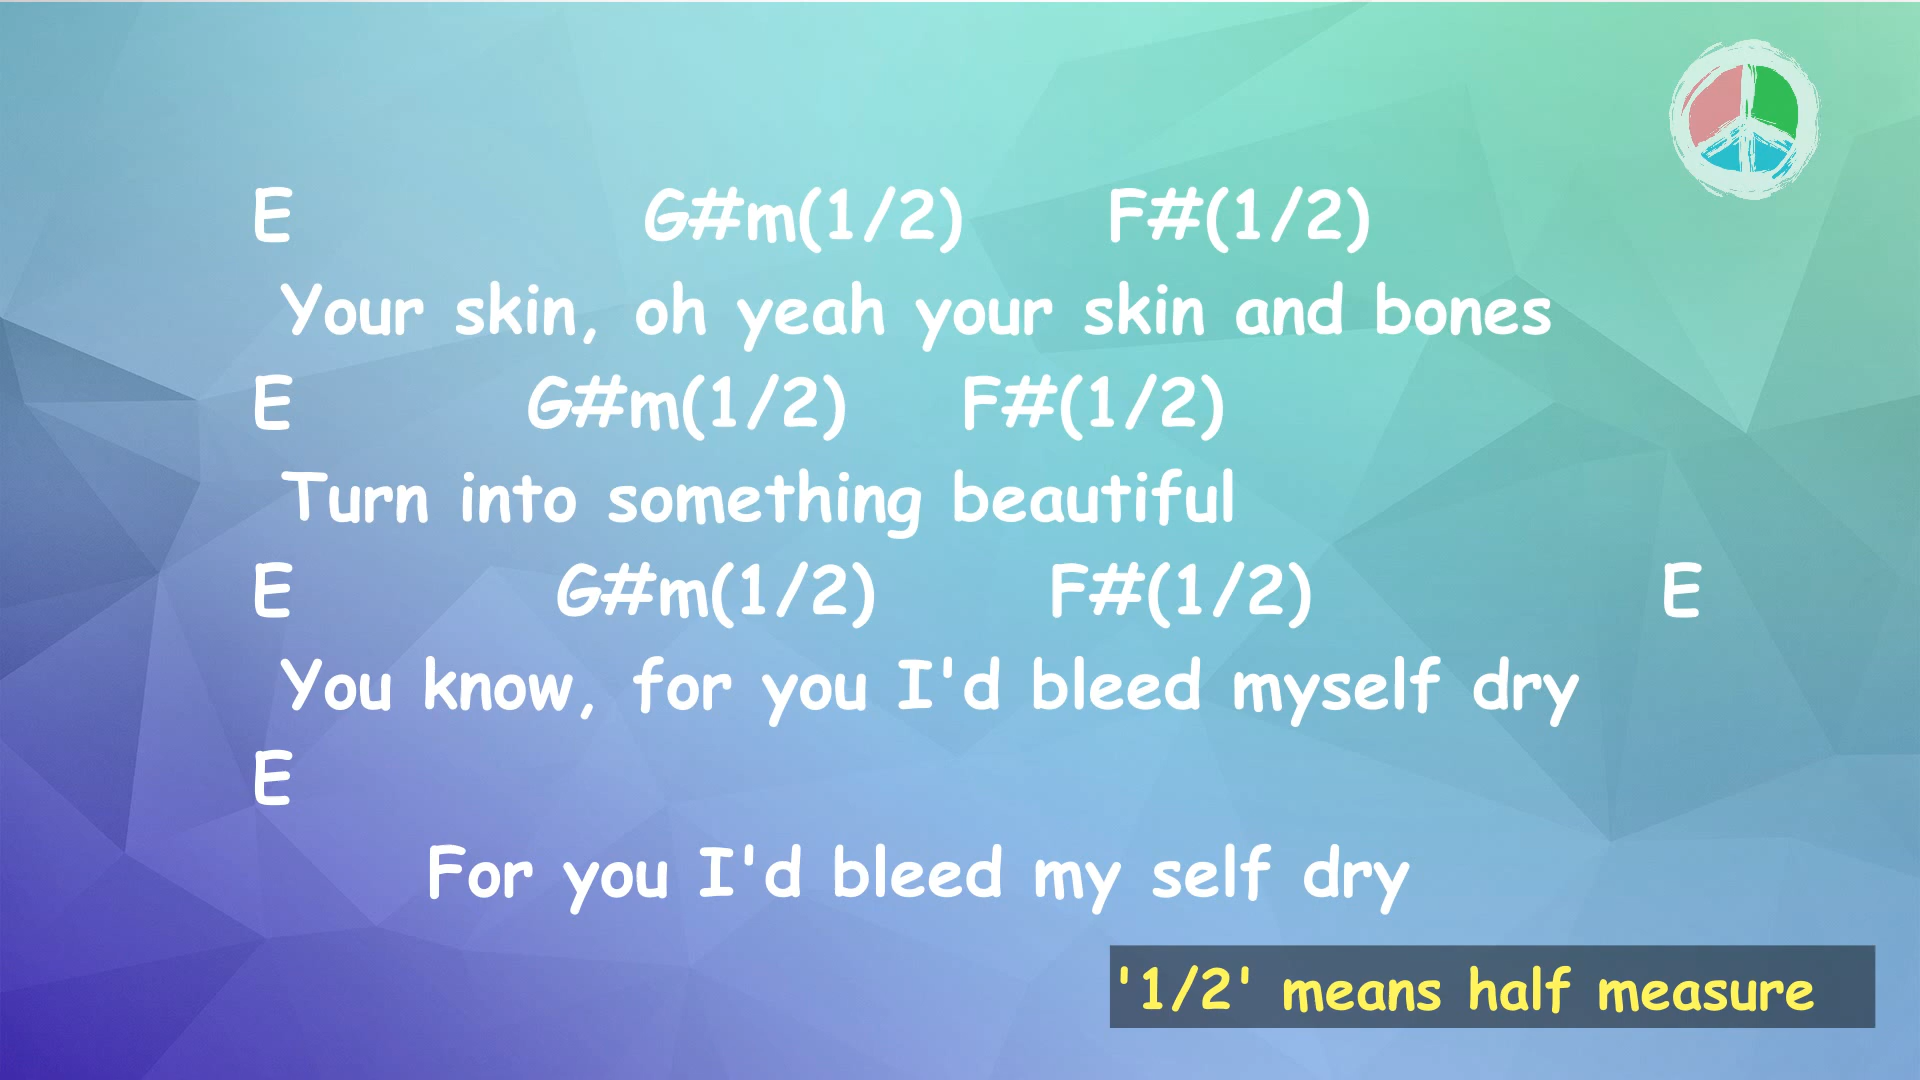 E G#m(1/2) F#(1/2)
Your skin, oh yeah your skin and bones
E G#m(1/2) F#(1/2)
Turn into something beautiful
E G#m(1/2) F#(1/2) E
You know, for you I'd bleed myself dry
E
For you I'd bleed my self dry
'1/2' means half measure